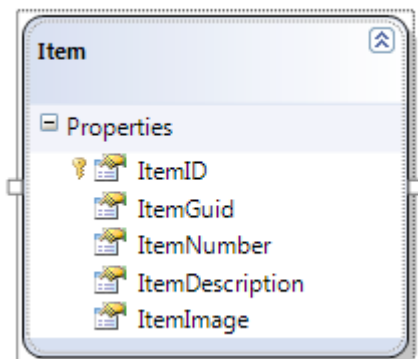 Item
Properties
ItemID
ItemGuid
ItemNumber
ItemDescription
ItemImage